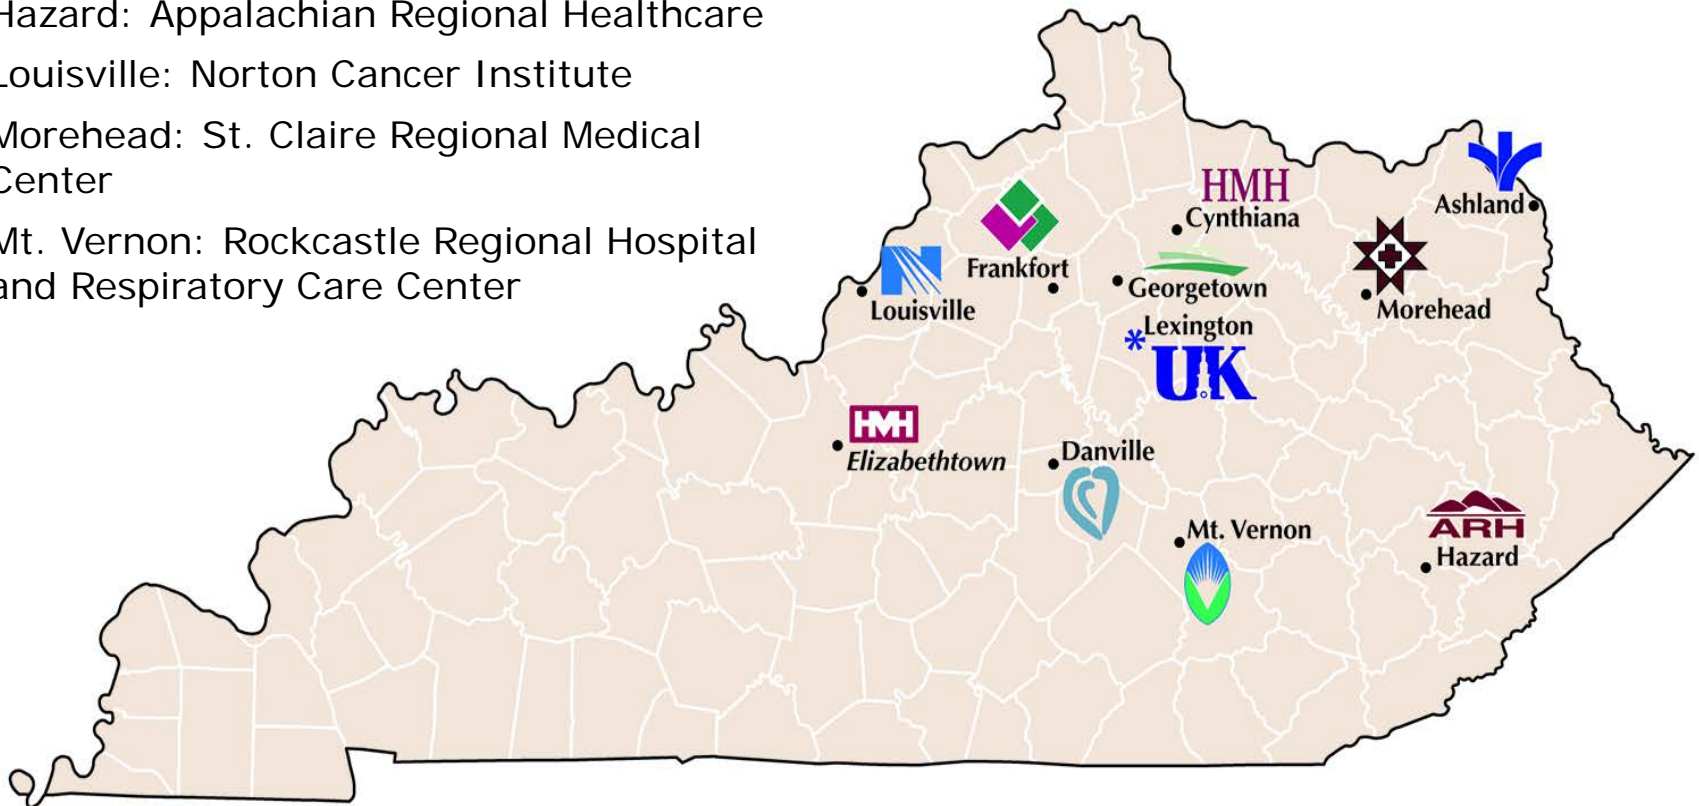 Hazard: Appalachian Regional Healthcare
Louisville: Norton Cancer Institute
Morehead: St. Claire Regional Medical
Center
Mt. Vernon: Rockcastle Regional Hospital
and Respiratory Care Center
HMH
Cynthiana
Ashland
Frankfort
Georgetown
Louisville
Morehead
*Lexington
UK
HMH
Elizabethtown
Danville
Mt. Vernon
ARH
Hazard